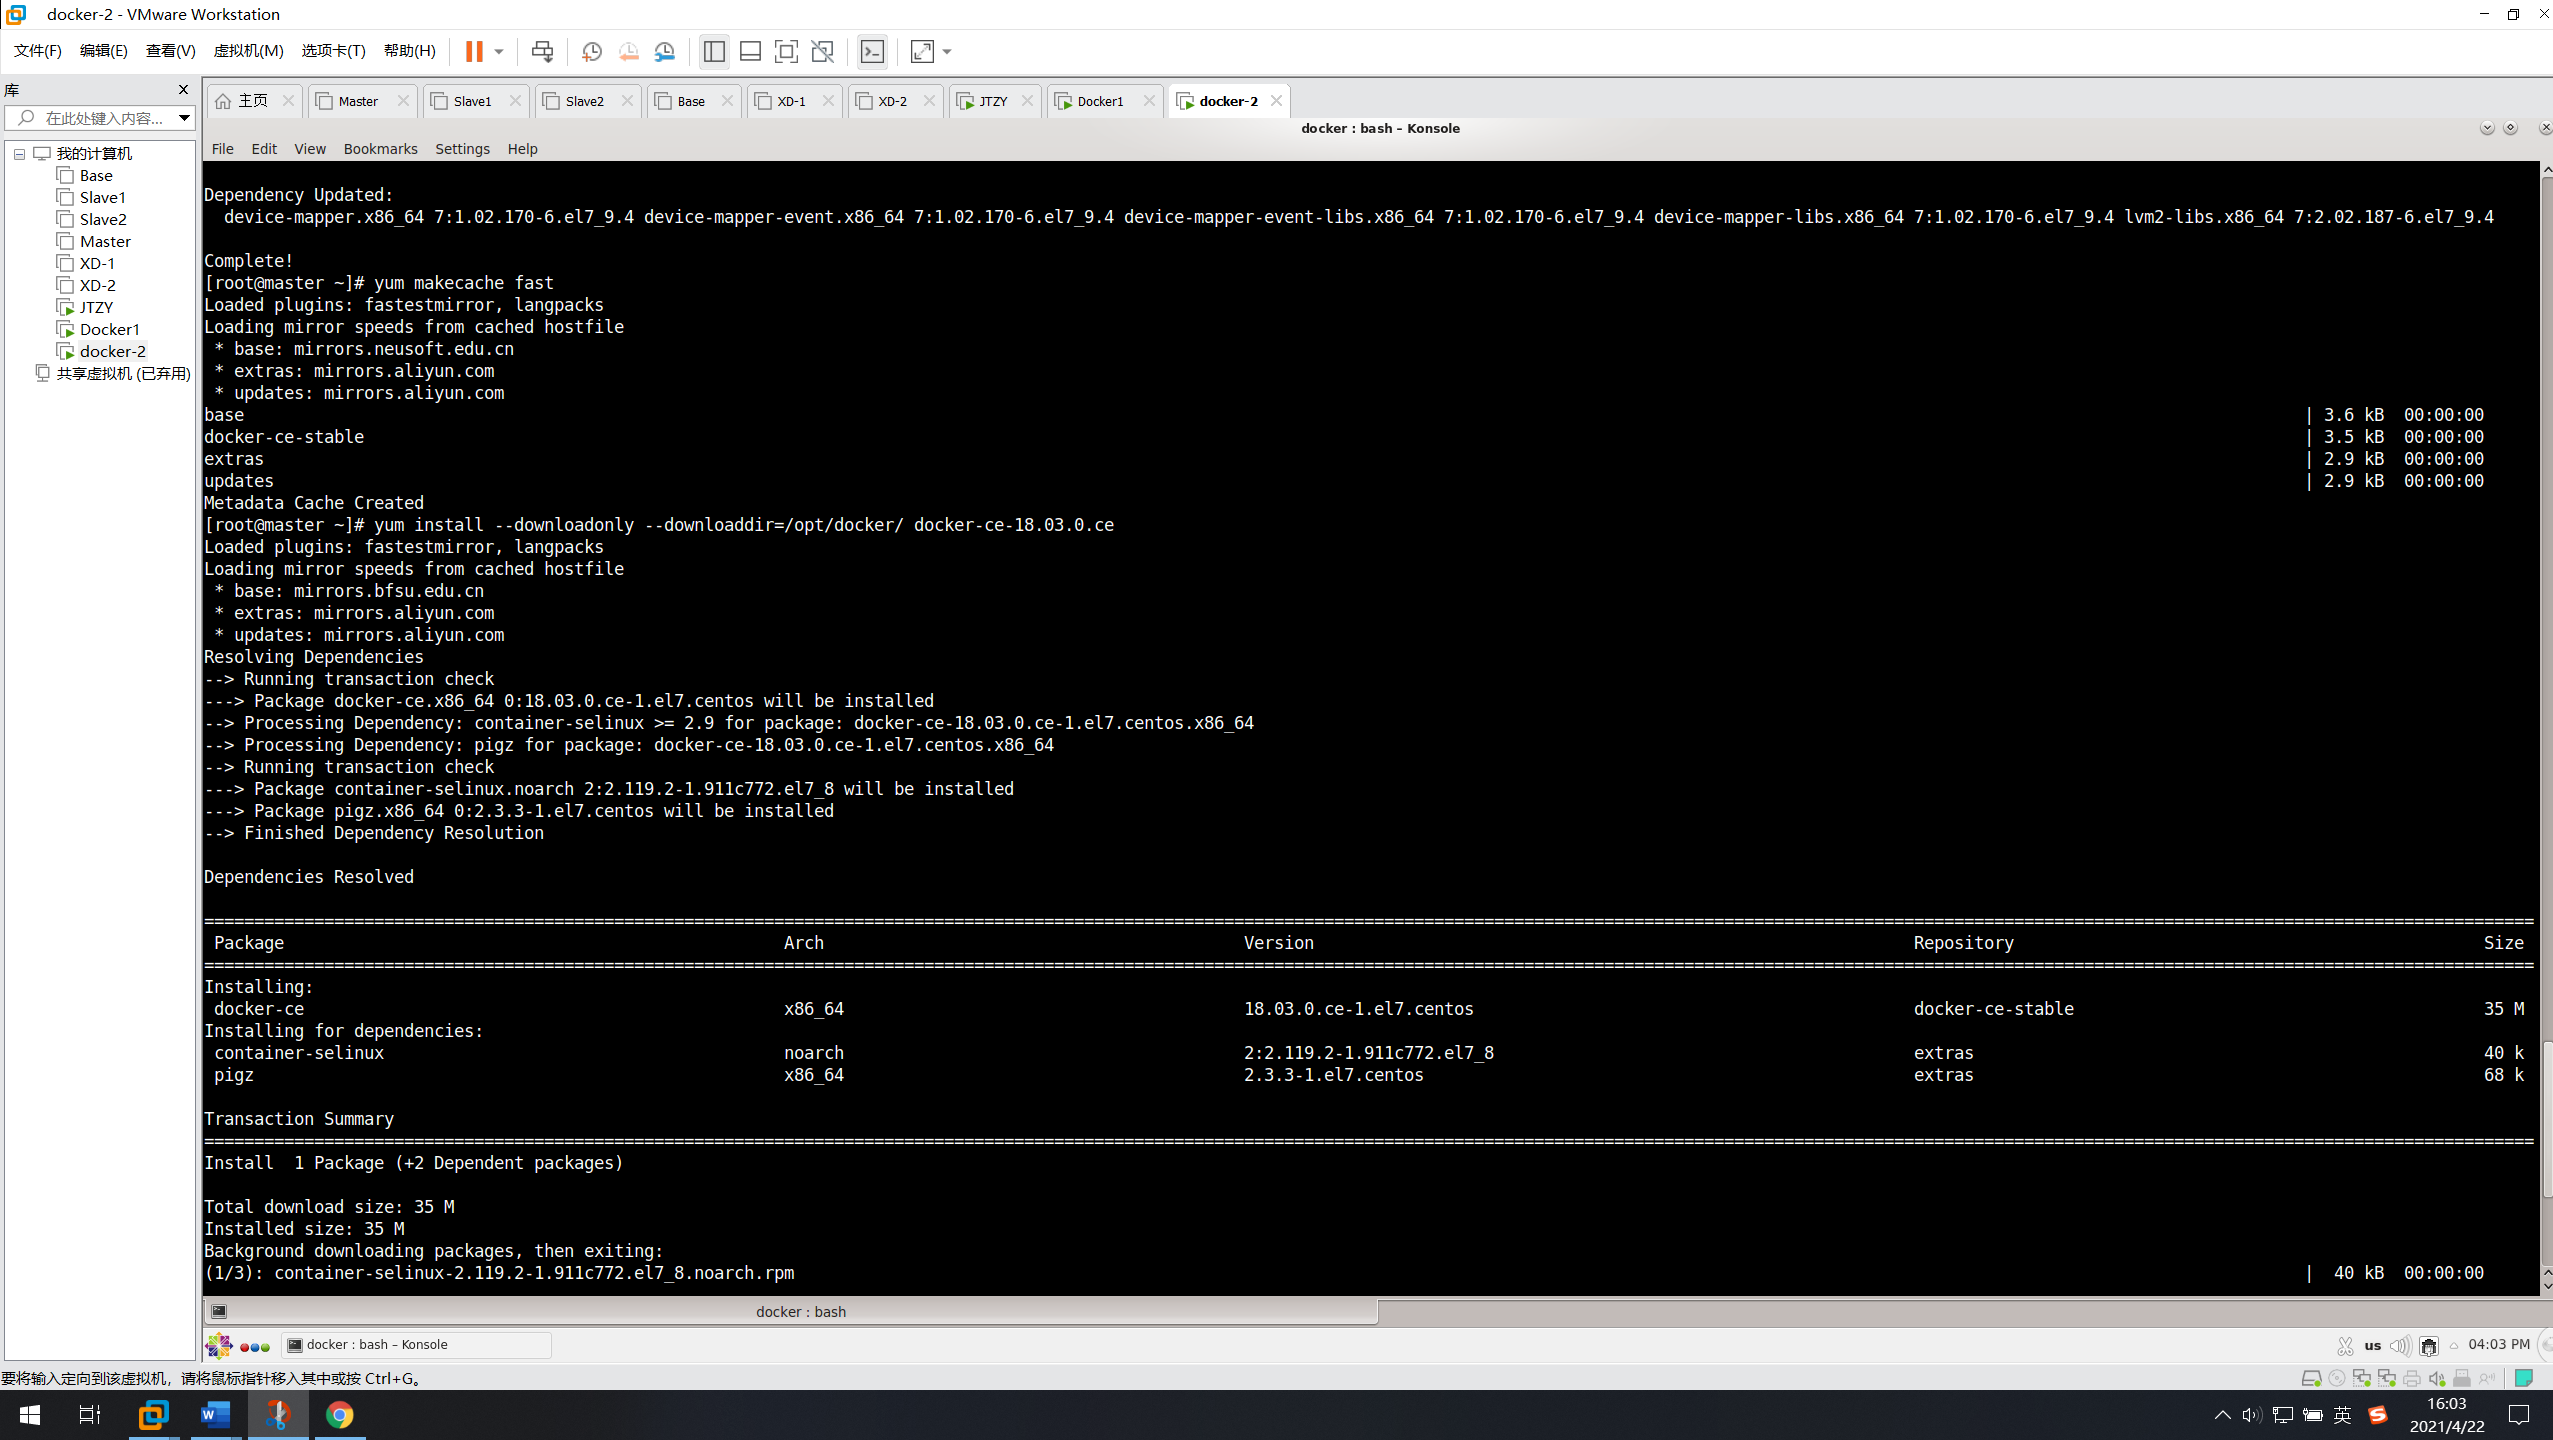 docker-2 - VMware Workstation
文件(F) 编辑(E) 查看(V) 虚拟机(M) 选项卡(T) 帮助(H)
库
在此处键入内容...
我的计算机
Base
Slave1
Slave2
Master
XD-1
XD-2
JTZY
Docker1
docker-2
共享虚拟机 (已弃用)
主页 Master Slave1 Slave2 Base XD-1 XD-2 JTZY Docker1 docker-2
docker : bash – Konsole
File Edit View Bookmarks Settings Help
Dependency Updated:
  device-mapper.x86_64 7:1.02.170-6.el7_9.4 device-mapper-event.x86_64 7:1.02.170-6.el7_9.4 device-mapper-event-libs.x86_64 7:1.02.170-6.el7_9.4 device-mapper-libs.x86_64 7:1.02.170-6.el7_9.4 lvm2-libs.x86_64 7:2.02.187-6.el7_9.4
Complete!
[root@master ~]# yum makecache fast
Loaded plugins: fastestmirror, langpacks
Loading mirror speeds from cached hostfile
 * base: mirrors.neusoft.edu.cn
 * extras: mirrors.aliyun.com
 * updates: mirrors.aliyun.com
base | 3.6 kB 00:00:00
docker-ce-stable | 3.5 kB 00:00:00
extras | 2.9 kB 00:00:00
updates | 2.9 kB 00:00:00
Metadata Cache Created
[root@master ~]# yum install --downloadonly --downloaddir=/opt/docker/ docker-ce-18.03.0.ce
Loaded plugins: fastestmirror, langpacks
Loading mirror speeds from cached hostfile
 * base: mirrors.bfsu.edu.cn
 * extras: mirrors.aliyun.com
 * updates: mirrors.aliyun.com
Resolving Dependencies
--> Running transaction check
---> Package docker-ce.x86_64 0:18.03.0.ce-1.el7.centos will be installed
--> Processing Dependency: container-selinux >= 2.9 for package: docker-ce-18.03.0.ce-1.el7.centos.x86_64
--> Processing Dependency: pigz for package: docker-ce-18.03.0.ce-1.el7.centos.x86_64
--> Running transaction check
---> Package container-selinux.noarch 2:2.119.2-1.911c772.el7_8 will be installed
---> Package pigz.x86_64 0:2.3.3-1.el7.centos will be installed
--> Finished Dependency Resolution
Dependencies Resolved
Package Arch Version Repository Size
Installing:
 docker-ce x86_64 18.03.0.ce-1.el7.centos docker-ce-stable 35 M
Installing for dependencies:
 container-selinux noarch 2:2.119.2-1.911c772.el7_8 extras 40 k
 pigz x86_64 2.3.3-1.el7.centos extras 68 k
Transaction Summary
Install  1 Package (+2 Dependent packages)
Total download size: 35 M
Installed size: 35 M
Background downloading packages, then exiting:
(1/3): container-selinux-2.119.2-1.911c772.el7_8.noarch.rpm | 40 kB 00:00:00
docker : bash
docker : bash – Konsole us 04:03 PM
要将输入定向到该虚拟机，请将鼠标指针移入其中或按 Ctrl+G。
英 16:03
2021/4/22